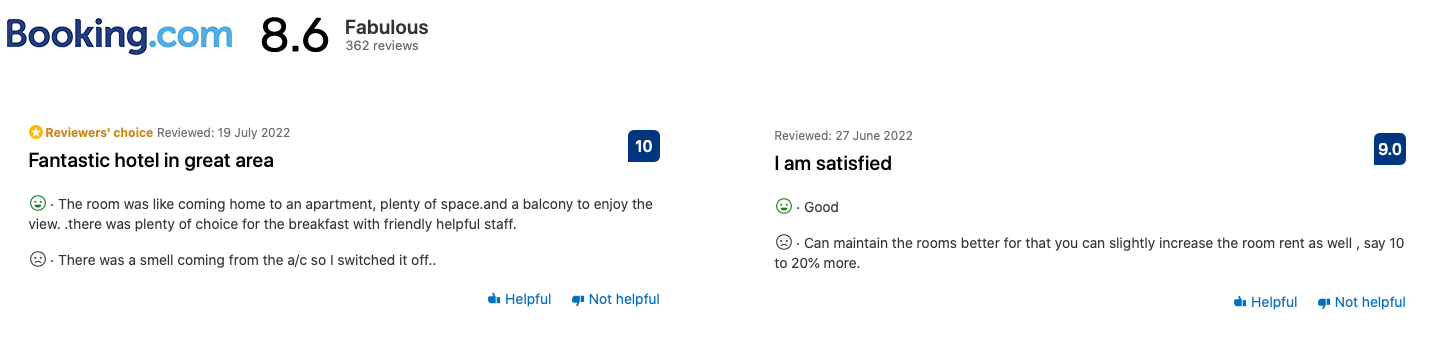 Booking.com 8.6 Fabulous
362 reviews
Reviewers' choice Reviewed: 19 July 2022
10
Fantastic hotel in great area
· The room was like coming home to an apartment, plenty of space.and a balcony to enjoy the
view. .there was plenty of choice for the breakfast with friendly helpful staff.
· There was a smell coming from the a/c so I switched it off..
Helpful Not helpful
Reviewed: 27 June 2022
9.0
I am satisfied
· Good
· Can maintain the rooms better for that you can slightly increase the room rent as well , say 10
to 20% more.
Helpful Not helpful